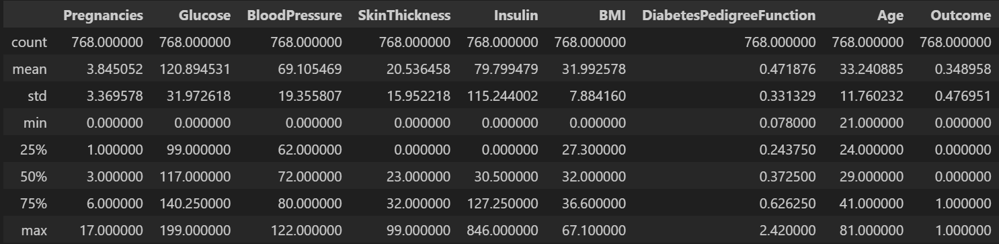 Pregnancies Glucose BloodPressure SkinThickness Insulin BMI DiabetesPedigreeFunction Age Outcome
count 768.000000 768.000000 768.000000 768.000000 768.000000 768.000000 768.000000 768.000000 768.000000
mean 3.845052 120.894531 69.105469 20.536458 79.799479 31.992578 0.471876 33.240885 0.348958
std 3.369578 31.972618 19.355807 15.952218 115.244002 7.884160 0.331329 11.760232 0.476951
min 0.000000 0.000000 0.000000 0.000000 0.000000 0.000000 0.078000 21.000000 0.000000
25% 1.000000 99.000000 62.000000 0.000000 0.000000 27.300000 0.243750 24.000000 0.000000
50% 3.000000 117.000000 72.000000 23.000000 30.500000 32.000000 0.372500 29.000000 0.000000
75% 6.000000 140.250000 80.000000 32.000000 127.250000 36.600000 0.626250 41.000000 1.000000
max 17.000000 199.000000 122.000000 99.000000 846.000000 67.100000 2.420000 81.000000 1.000000